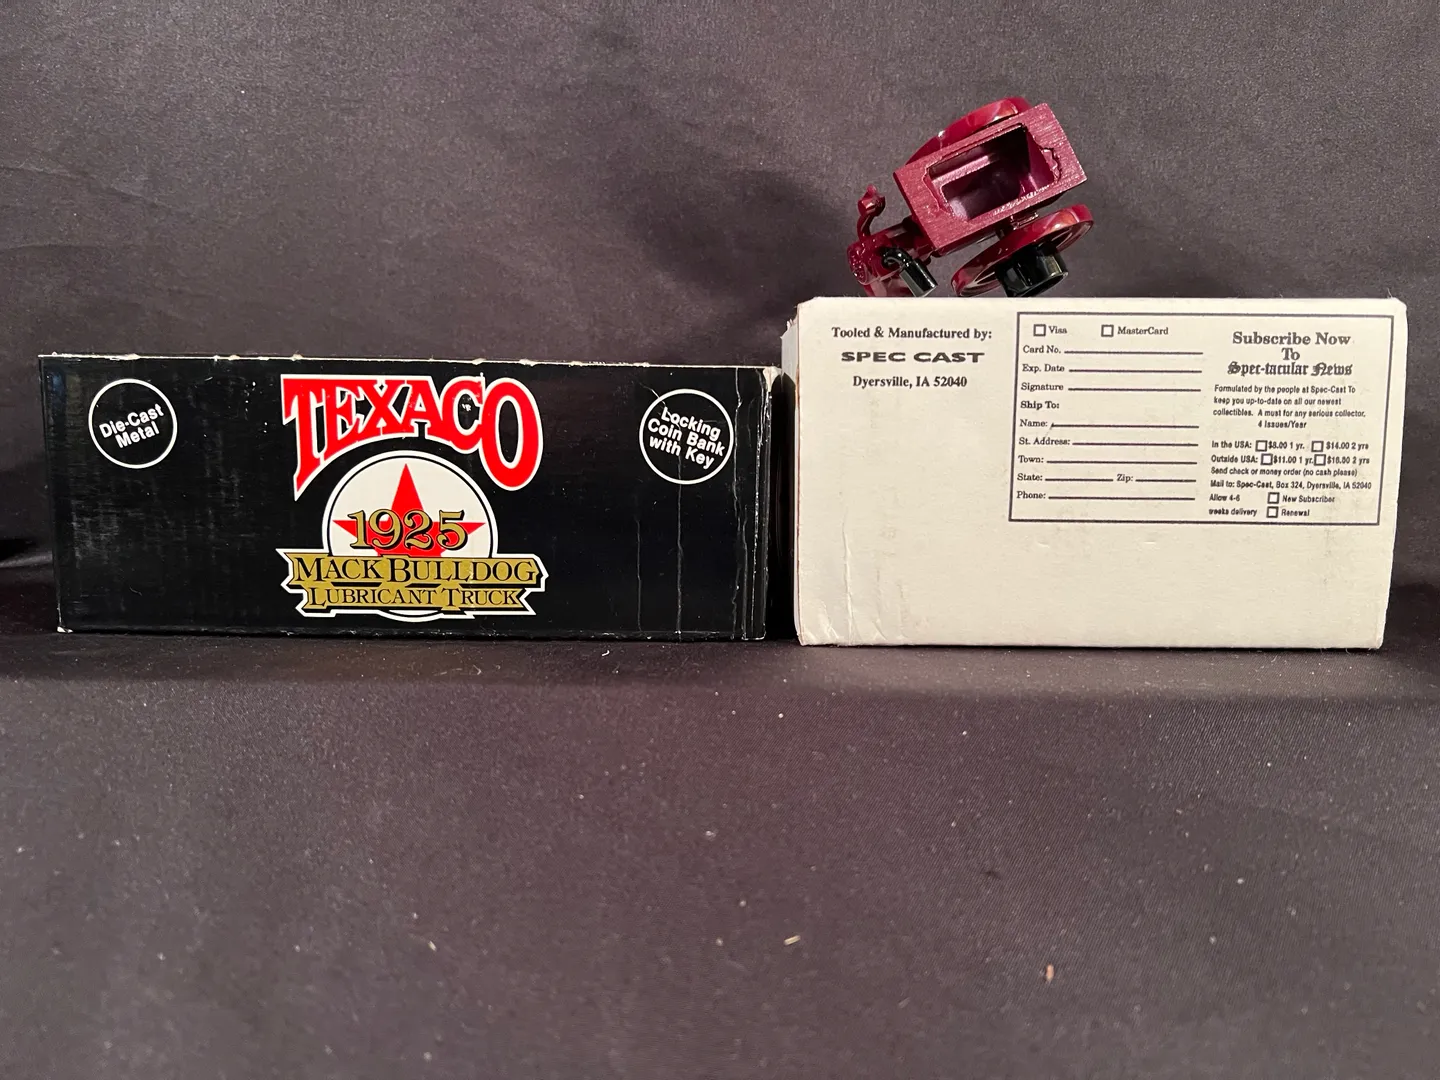 Die-Cast
Metal
TEXACO
1925
MACK BULLDOG
LUBRICANT TRUCK
Locking
Coin Bank
with Key
Tooled & Manufactured by:
SPEC CAST
Dyersville, IA 52040
Visa MasterCard
Card No.
Exp. Date
Signature
Ship To:
Name:
St. Address:
Town:
State: Zip:
Phone:
Subscribe Now
To
Spec-tacular News
Formulated by the people at Spec-Cast To
keep you up-to-date on all our newest
collectibles. A must for any serious collector.
4 Issues/Year
In the USA: $8.00 1 yr. $14.00 2 yrs
Outside USA: $11.00 1 yr. $18.80 2 yrs
Send check or money order (no cash please)
Mail to: Spec-Cast, Box 324, Dyersville, IA 52040
Allow 4-6 New Subscriber
weeks delivery Renewal